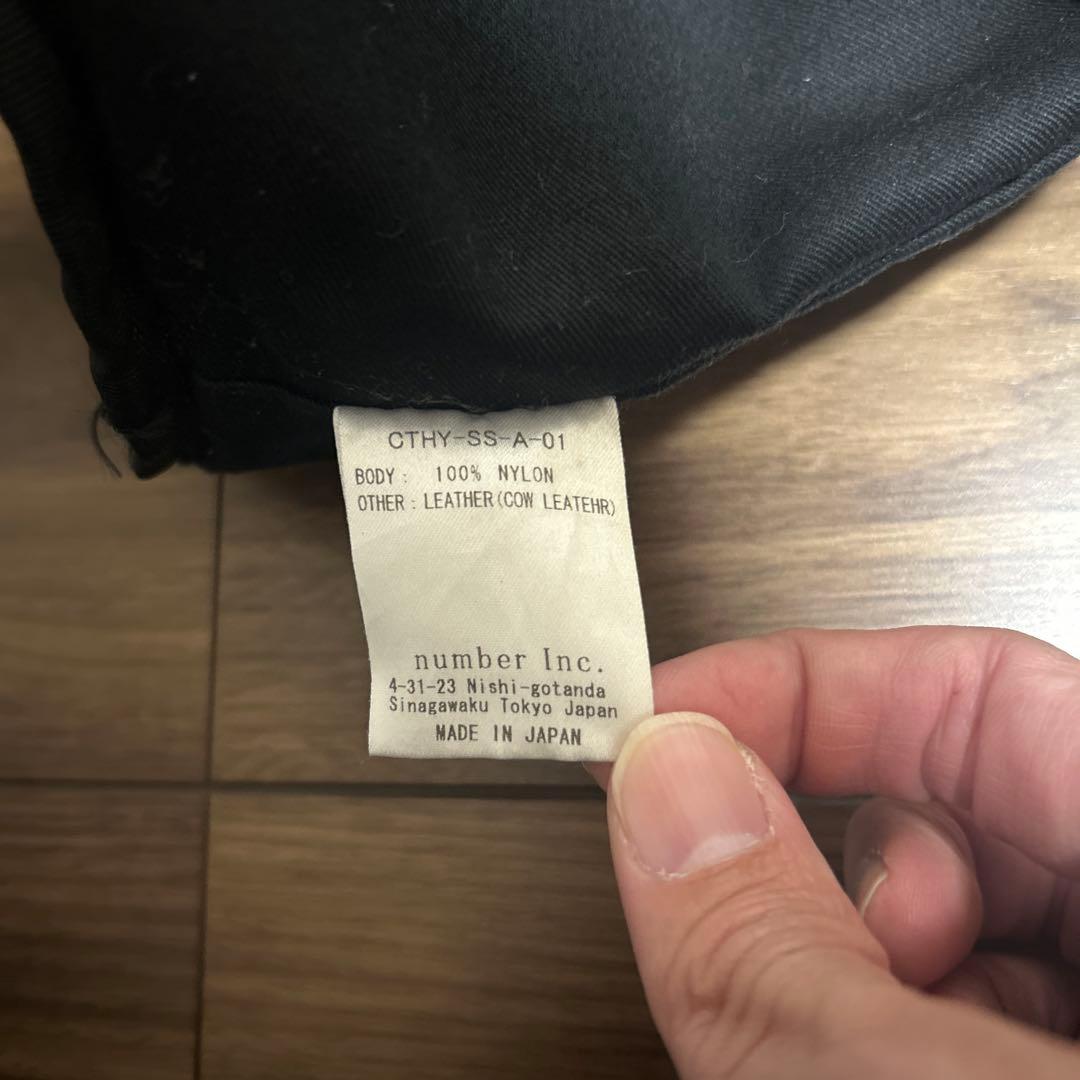 CTHY-SS-A-01
BODY: 100% NYLON
OTHER: LEATHER(COW LEATEHR)
number Inc.
4-31-23 Nishi-gotanda
Sinagawaku Tokyo Japan
MADE IN JAPAN